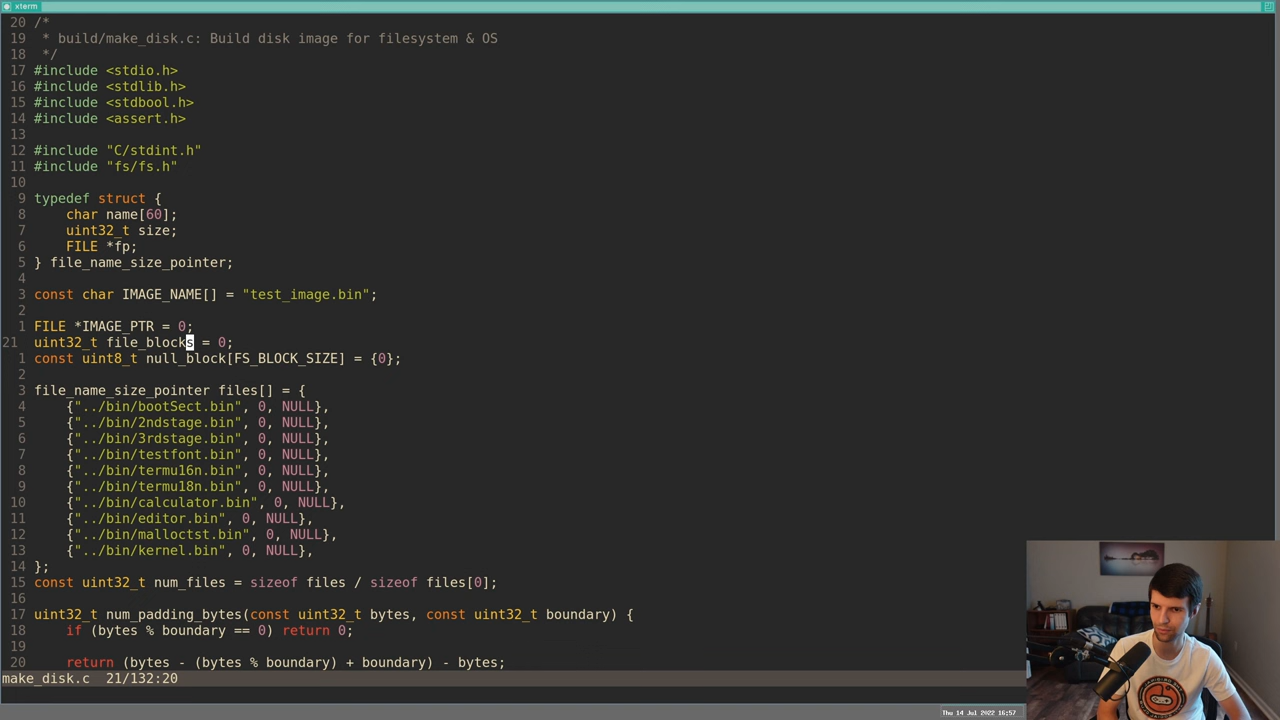 xterm
20 /*
19  * build/make_disk.c: Build disk image for filesystem & OS
18  */
17 #include <stdio.h>
16 #include <stdlib.h>
15 #include <stdbool.h>
14 #include <assert.h>
13
12 #include "C/stdint.h"
11 #include "fs/fs.h"
10
9 typedef struct {
8     char name[60];
7     uint32_t size;
6     FILE *fp;
5 } file_name_size_pointer;
4
3 const char IMAGE_NAME[] = "test_image.bin";
2
1 FILE *IMAGE_PTR = 0;
21 uint32_t file_blocks = 0;
1 const uint8_t null_block[FS_BLOCK_SIZE] = {0};
2
3 file_name_size_pointer files[] = {
4     {"../bin/bootSect.bin", 0, NULL},
5     {"../bin/2ndstage.bin", 0, NULL},
6     {"../bin/3rdstage.bin", 0, NULL},
7     {"../bin/testfont.bin", 0, NULL},
8     {"../bin/termu16n.bin", 0, NULL},
9     {"../bin/termu18n.bin", 0, NULL},
10     {"../bin/calculator.bin", 0, NULL},
11     {"../bin/editor.bin", 0, NULL},
12     {"../bin/malloctst.bin", 0, NULL},
13     {"../bin/kernel.bin", 0, NULL},
14 };
15 const uint32_t num_files = sizeof files / sizeof files[0];
16
17 uint32_t num_padding_bytes(const uint32_t bytes, const uint32_t boundary) {
18     if (bytes % boundary == 0) return 0;
19
20     return (bytes - (bytes % boundary) + boundary) - bytes;
make_disk.c  21/132:20
Thu 14 Jul 2022 16:57